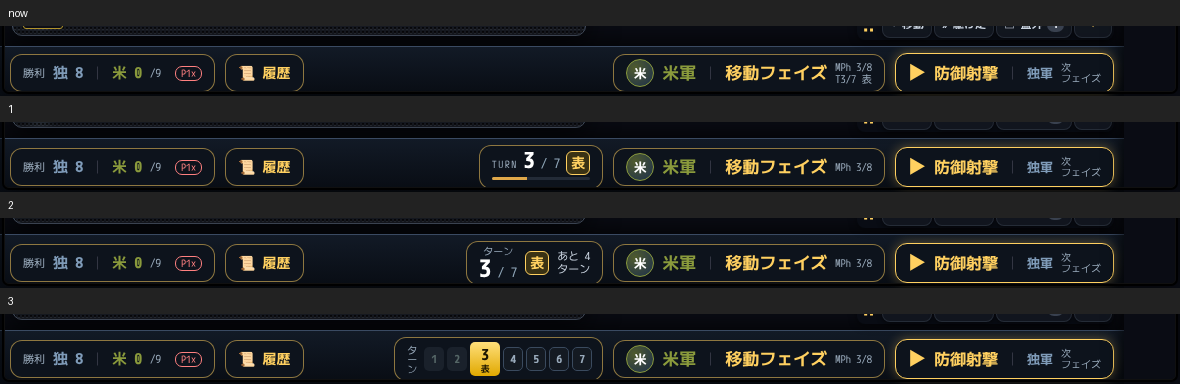 now
勝利 独 8 米 0 /9 P1x 📜 履歴 米 米軍 移動フェイズ MPh 3/8 T3/7 表 ▶ 防御射撃 独軍 次フェイズ
1
勝利 独 8 米 0 /9 P1x 📜 履歴 TURN 3 / 7 表 米 米軍 移動フェイズ MPh 3/8 ▶ 防御射撃 独軍 次フェイズ
2
勝利 独 8 米 0 /9 P1x 📜 履歴 ターン 3 / 7 表 あと 4 ターン 米 米軍 移動フェイズ MPh 3/8 ▶ 防御射撃 独軍 次フェイズ
3
勝利 独 8 米 0 /9 P1x 📜 履歴 ターン 1 2 3 表 4 5 6 7 米 米軍 移動フェイズ MPh 3/8 ▶ 防御射撃 独軍 次フェイズ